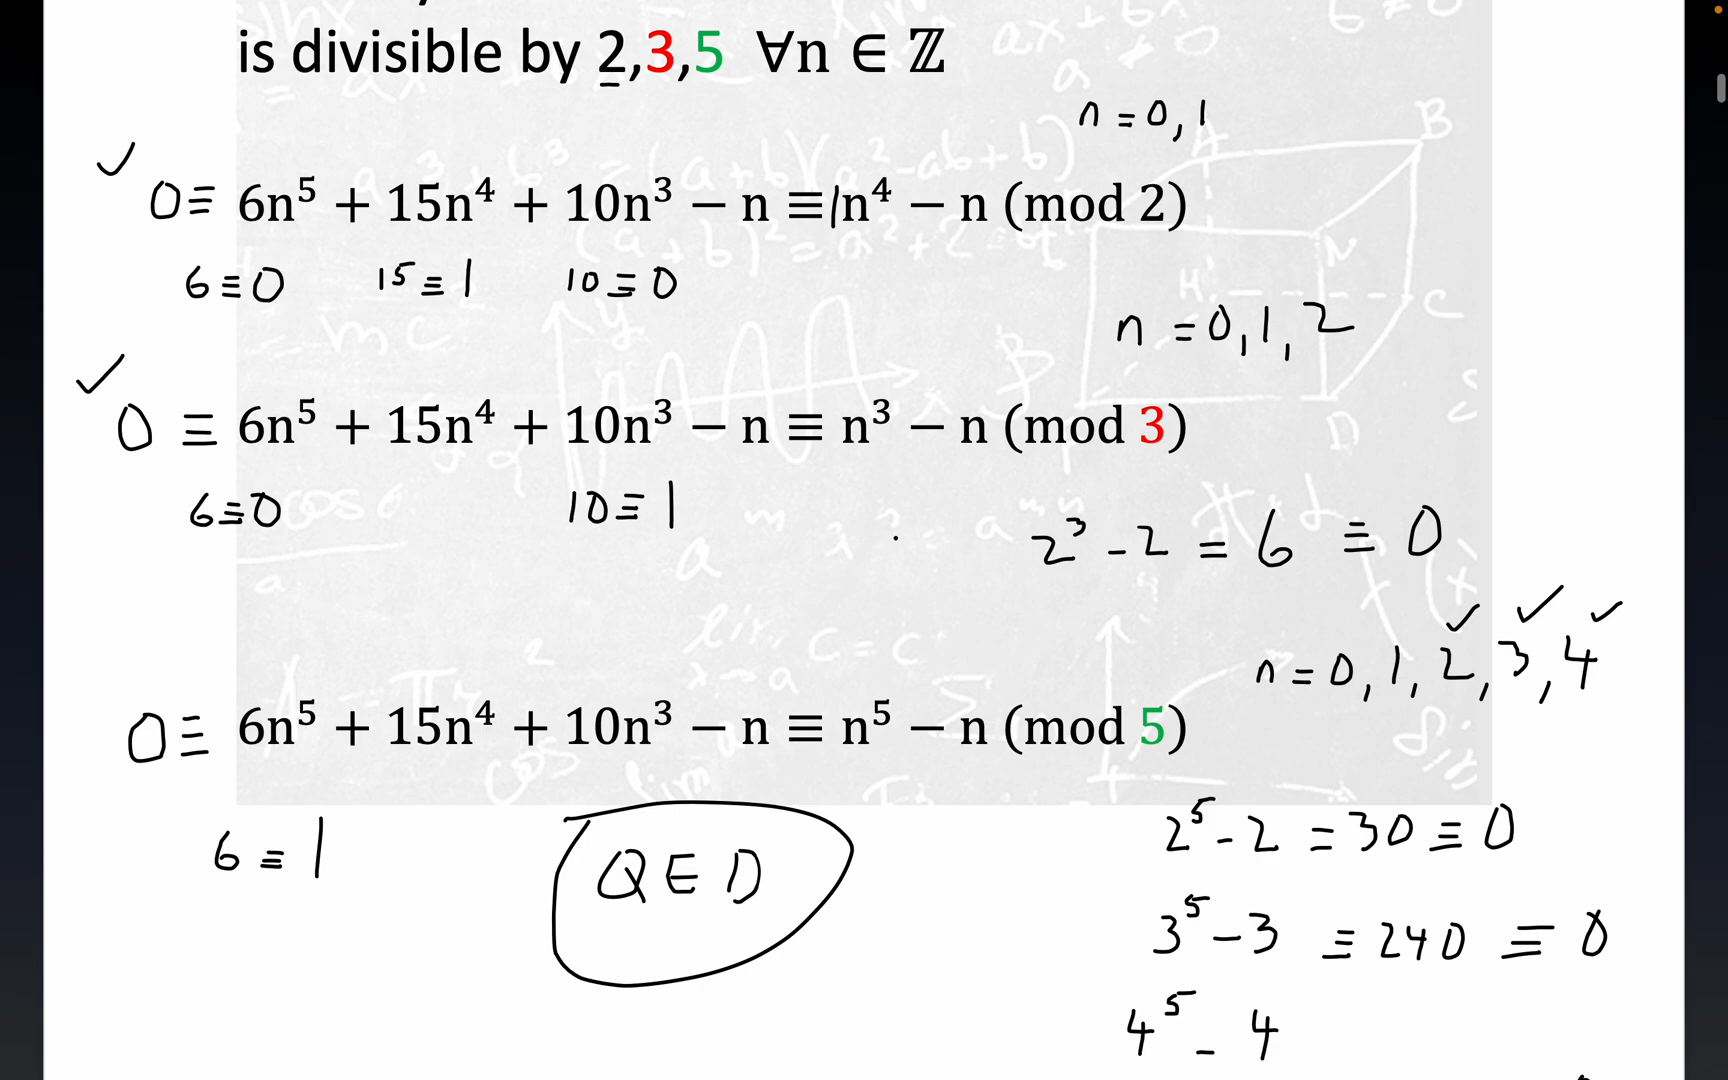 is divisible by 2,3,5 ∀n ∈ ℤ
n = 0, 1
0 ≡ 6n⁵ + 15n⁴ + 10n³ − n ≡ 1n⁴ − n (mod 2)
6 ≡ 0 15 ≡ 1 10 ≡ 0
n = 0, 1, 2
0 ≡ 6n⁵ + 15n⁴ + 10n³ − n ≡ n³ − n (mod 3)
6 ≡ 0 10 ≡ 1
2³ - 2 = 6 ≡ 0
n = 0, 1, 2, 3, 4
0 ≡ 6n⁵ + 15n⁴ + 10n³ − n ≡ n⁵ − n (mod 5)
6 ≡ 1
QED
2⁵ - 2 = 30 ≡ 0
3⁵ - 3 ≡ 240 ≡ 0
4⁵ - 4